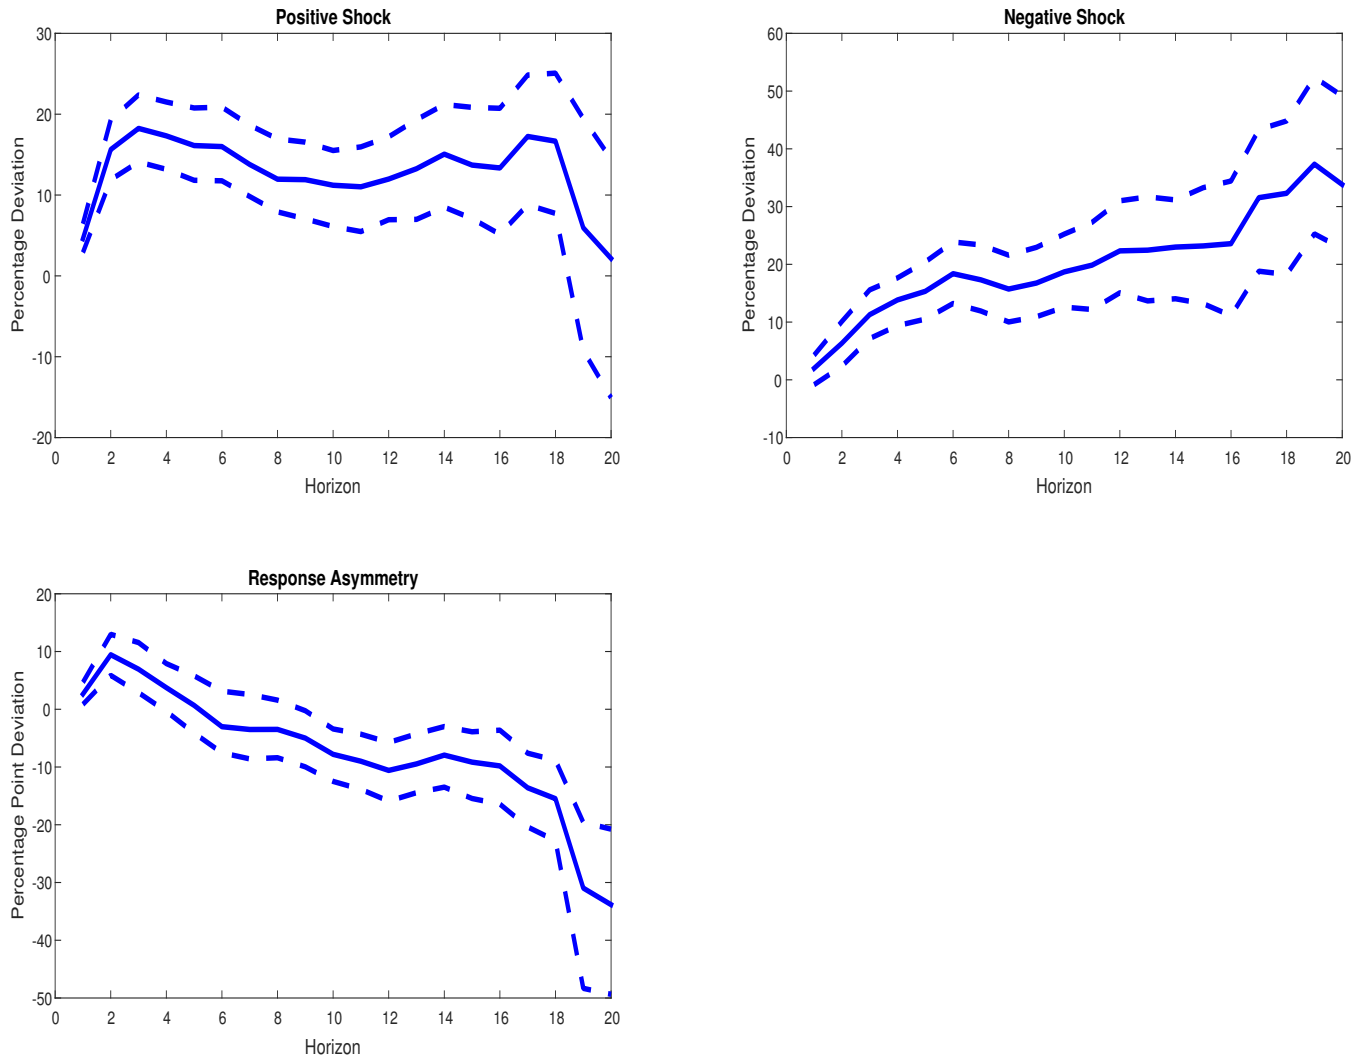 Positive Shock
Percentage Deviation
30
20
10
0
-10
-20
0 2 4 6 8 10 12 14 16 18 20
Horizon
Negative Shock
Percentage Deviation
60
50
40
30
20
10
0
-10
0 2 4 6 8 10 12 14 16 18 20
Horizon
Response Asymmetry
Percentage Point Deviation
20
10
0
-10
-20
-30
-40
-50
0 2 4 6 8 10 12 14 16 18 20
Horizon